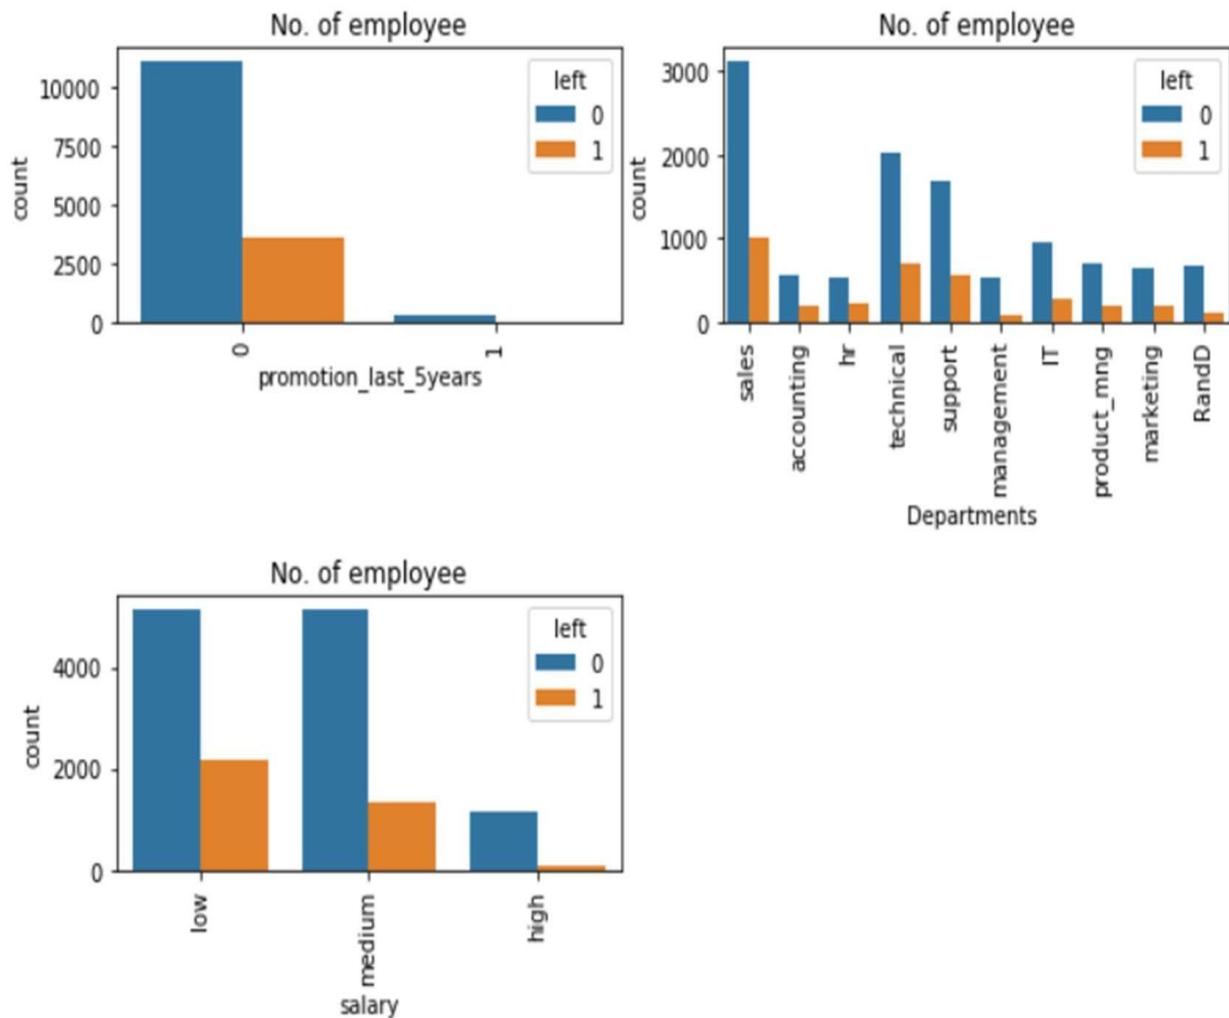 No. of employee
10000
7500
5000
2500
0
count
left
0
1
0
1
promotion_last_5years
No. of employee
3000
2000
1000
0
count
left
0
1
sales
accounting
hr
technical
support
management
IT
product_mng
marketing
RandD
Departments
No. of employee
4000
2000
0
count
left
0
1
low
medium
high
salary